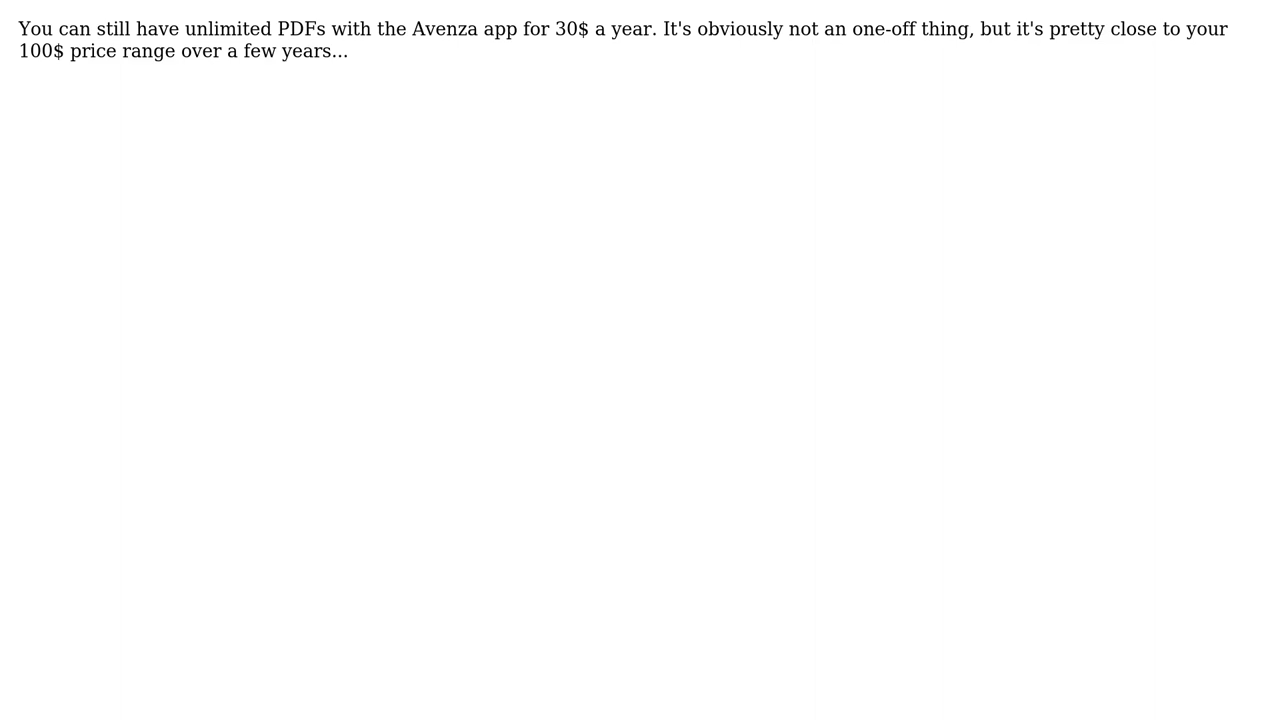 You can still have unlimited PDFs with the Avenza app for 30$ a year. It's obviously not an one-off thing, but it's pretty close to your
100$ price range over a few years...